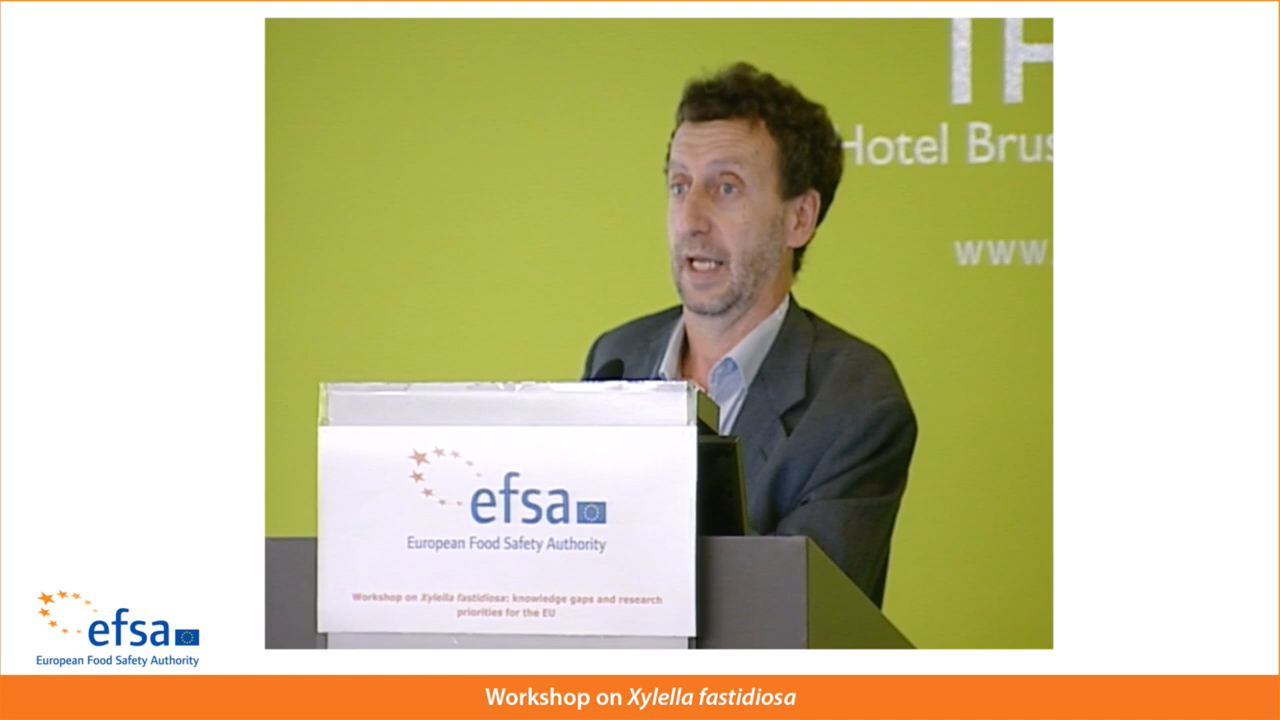 Hotel
www.
efsa
European Food Safety Authority
Workshop on Xylella fastidiosa: knowledge gaps and research
priorities for the EU
efsa
European Food Safety Authority
Workshop on Xylella fastidiosa